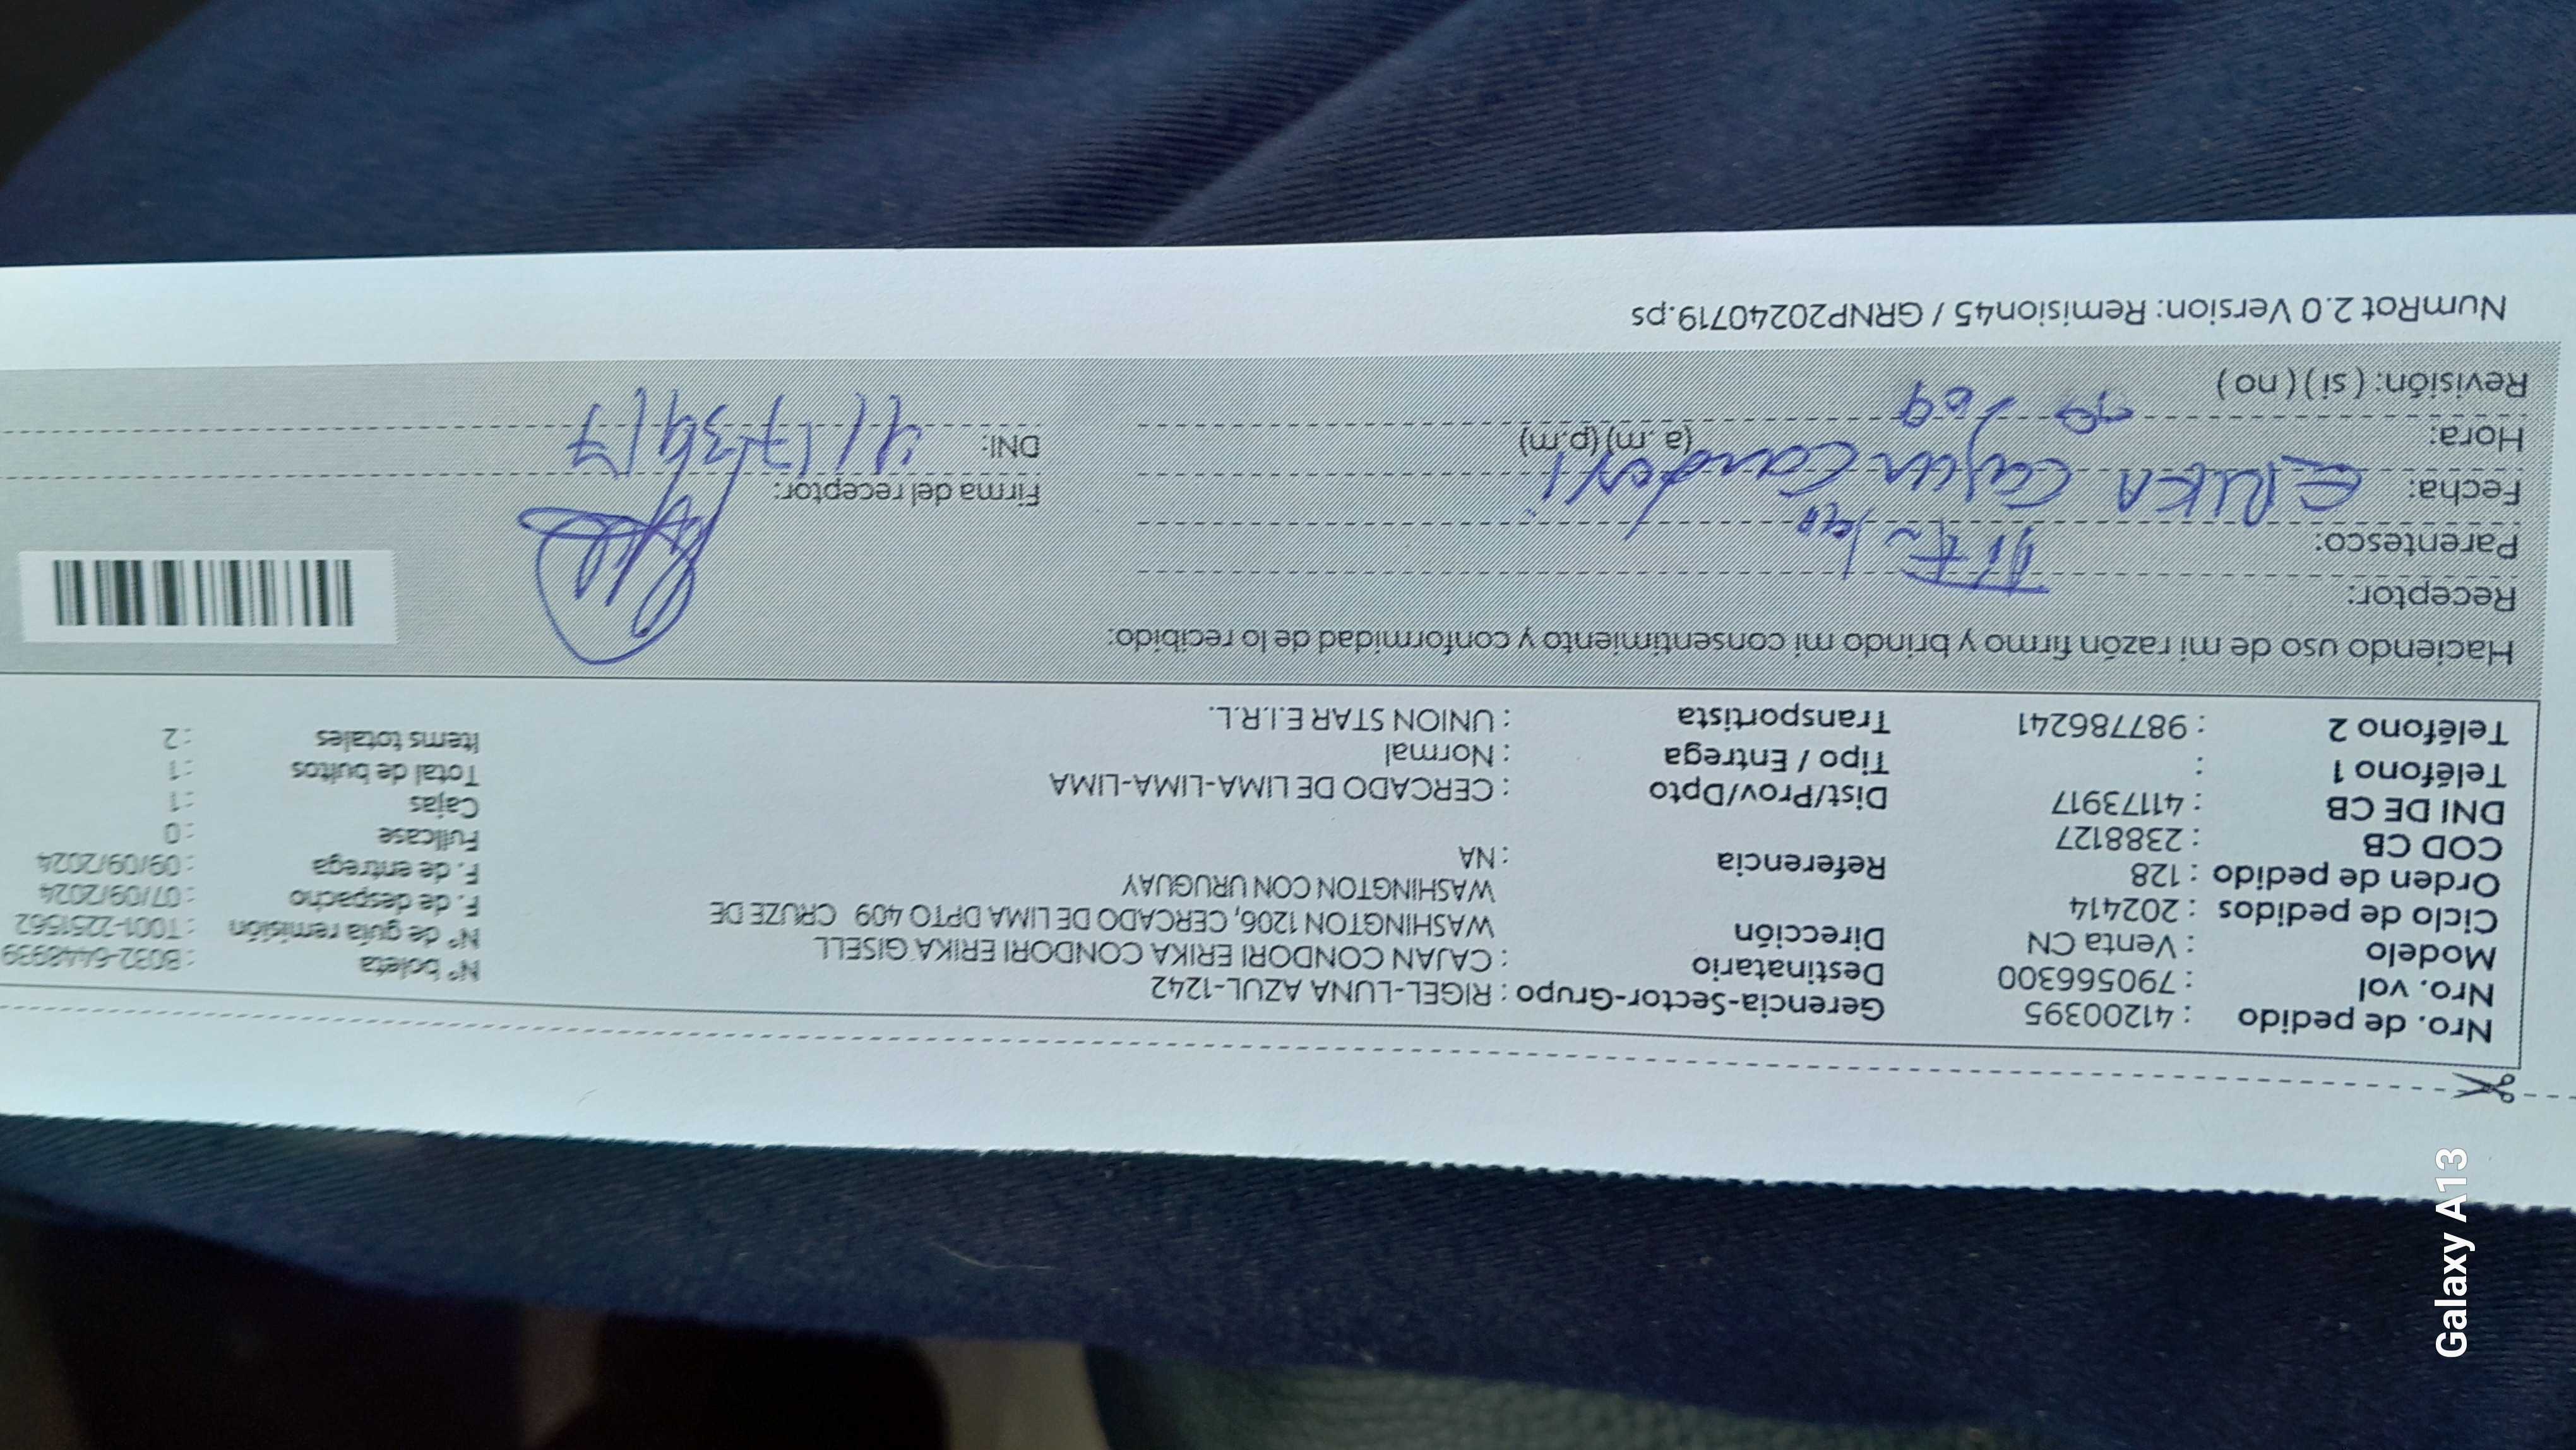 Nro. de pedido : 41200395 Gerencia-Sector-Grupo : RIGEL-LUNA AZUL-1242 N° boleta : B032-6448939
Nro. vol : 790566300 Destinatario : CAJAN CONDORI ERIKA CONDORI ERIKA GISELL N° de guía remisión : T001-2251562
Modelo : Venta CN Dirección WASHINGTON 1206, CERCADO DE LIMA DPTO 409 CRUZE DE F. de despacho : 07/09/2024
Ciclo de pedidos : 202414 WASHINGTON CON URUGUAY F. de entrega : 09/09/2024
Orden de pedido : 128 Referencia : NA Fullcase : 0
COD CB : 2388127 Cajas : 1
DNI DE CB : 41173917 Dist/Prov/Dpto : CERCADO DE LIMA-LIMA-LIMA Total de bultos : 1
Teléfono 1 : Tipo / Entrega : Normal Items totales : 2
Teléfono 2 : 987786241 Transportista : UNION STAR E.I.R.L.
Haciendo uso de mi razón firmo y brindo mi consentimiento y conformidad de lo recibido:
Receptor: Titular
Parentesco:
Fecha: ERIKA Cajan Condori Firma del receptor:
Hora: (a .m) (p.m) DNI: 41173917
Revisión: ( si ) ( no ) 409
NumRot 2.0 Version: Remision45 / GRNP20240719.ps
Galaxy A13